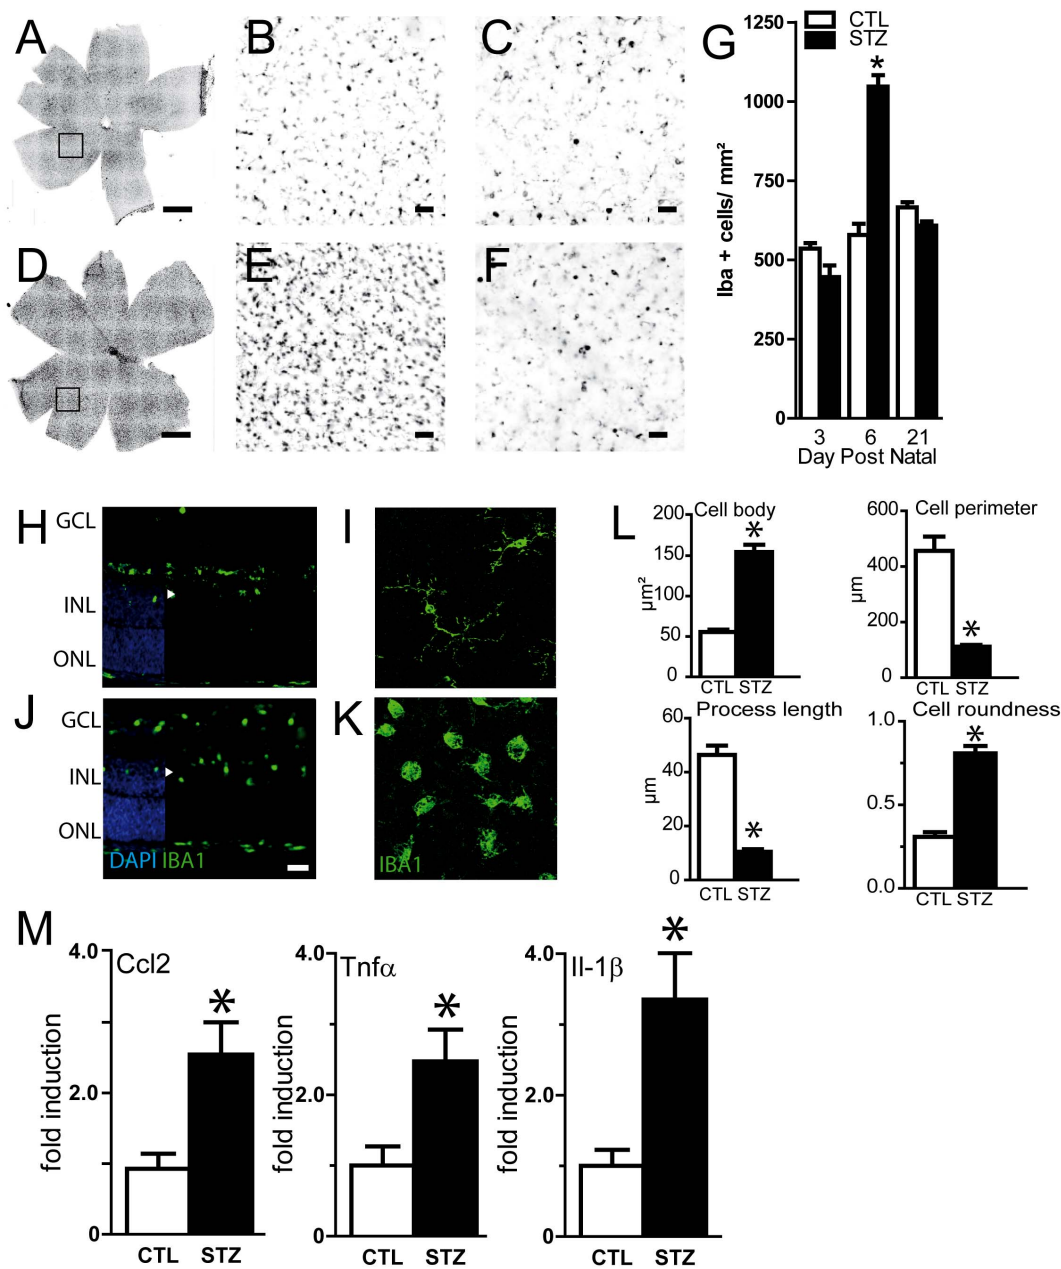 A
B
C
G
1250
CTL
STZ
*
1000
750
500
250
0
Iba + cells/ mm²
3 6 21
Day Post Natal
D
E
F
H
GCL
INL
ONL
I
J
GCL
INL
ONL
DAPI IBA1
K
IBA1
L
Cell body
200
150
100
50
0
µm²
*
CTL STZ
Cell perimeter
600
400
200
0
µm
*
CTL STZ
Process length
60
40
20
0
µm
*
CTL STZ
Cell roundness
1.0
0.5
0.0
*
CTL STZ
M
Ccl2
4.0
2.0
0
fold induction
*
CTL STZ
Tnfα
4.0
2.0
0
fold induction
*
CTL STZ
Il-1β
4.0
2.0
0
fold induction
*
CTL STZ